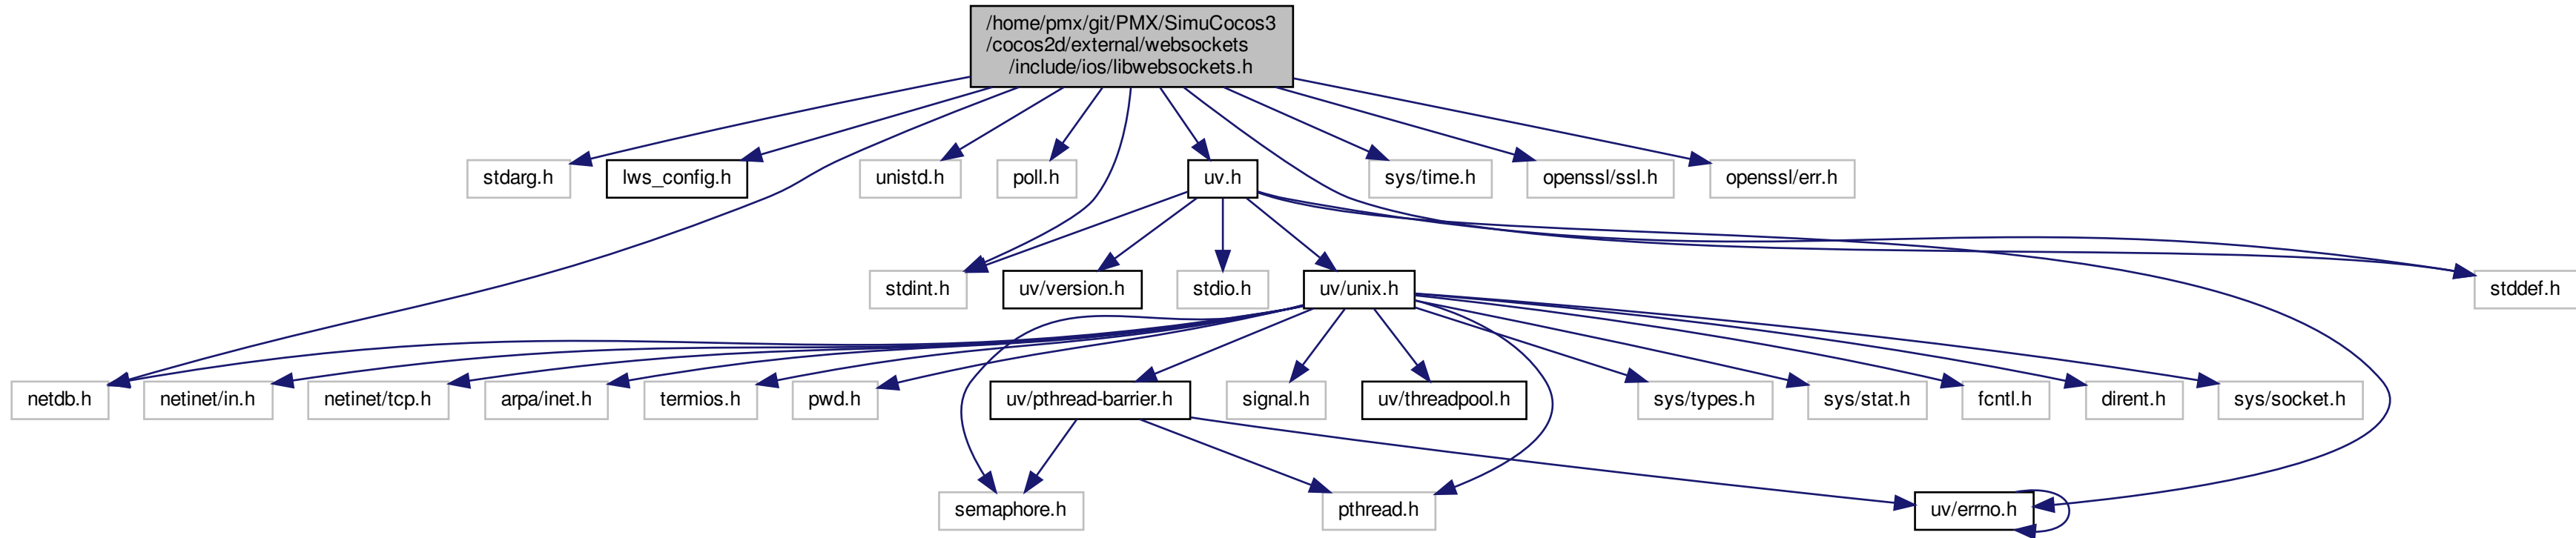 /home/pmx/git/PMX/SimuCocos3
/cocos2d/external/websockets
/include/ios/libwebsockets.h
stdarg.h
lws_config.h
unistd.h
poll.h
uv.h
sys/time.h
openssl/ssl.h
openssl/err.h
stdint.h
uv/version.h
stdio.h
uv/unix.h
stddef.h
netdb.h
netinet/in.h
netinet/tcp.h
arpa/inet.h
termios.h
pwd.h
uv/pthread-barrier.h
signal.h
uv/threadpool.h
sys/types.h
sys/stat.h
fcntl.h
dirent.h
sys/socket.h
semaphore.h
pthread.h
uv/errno.h